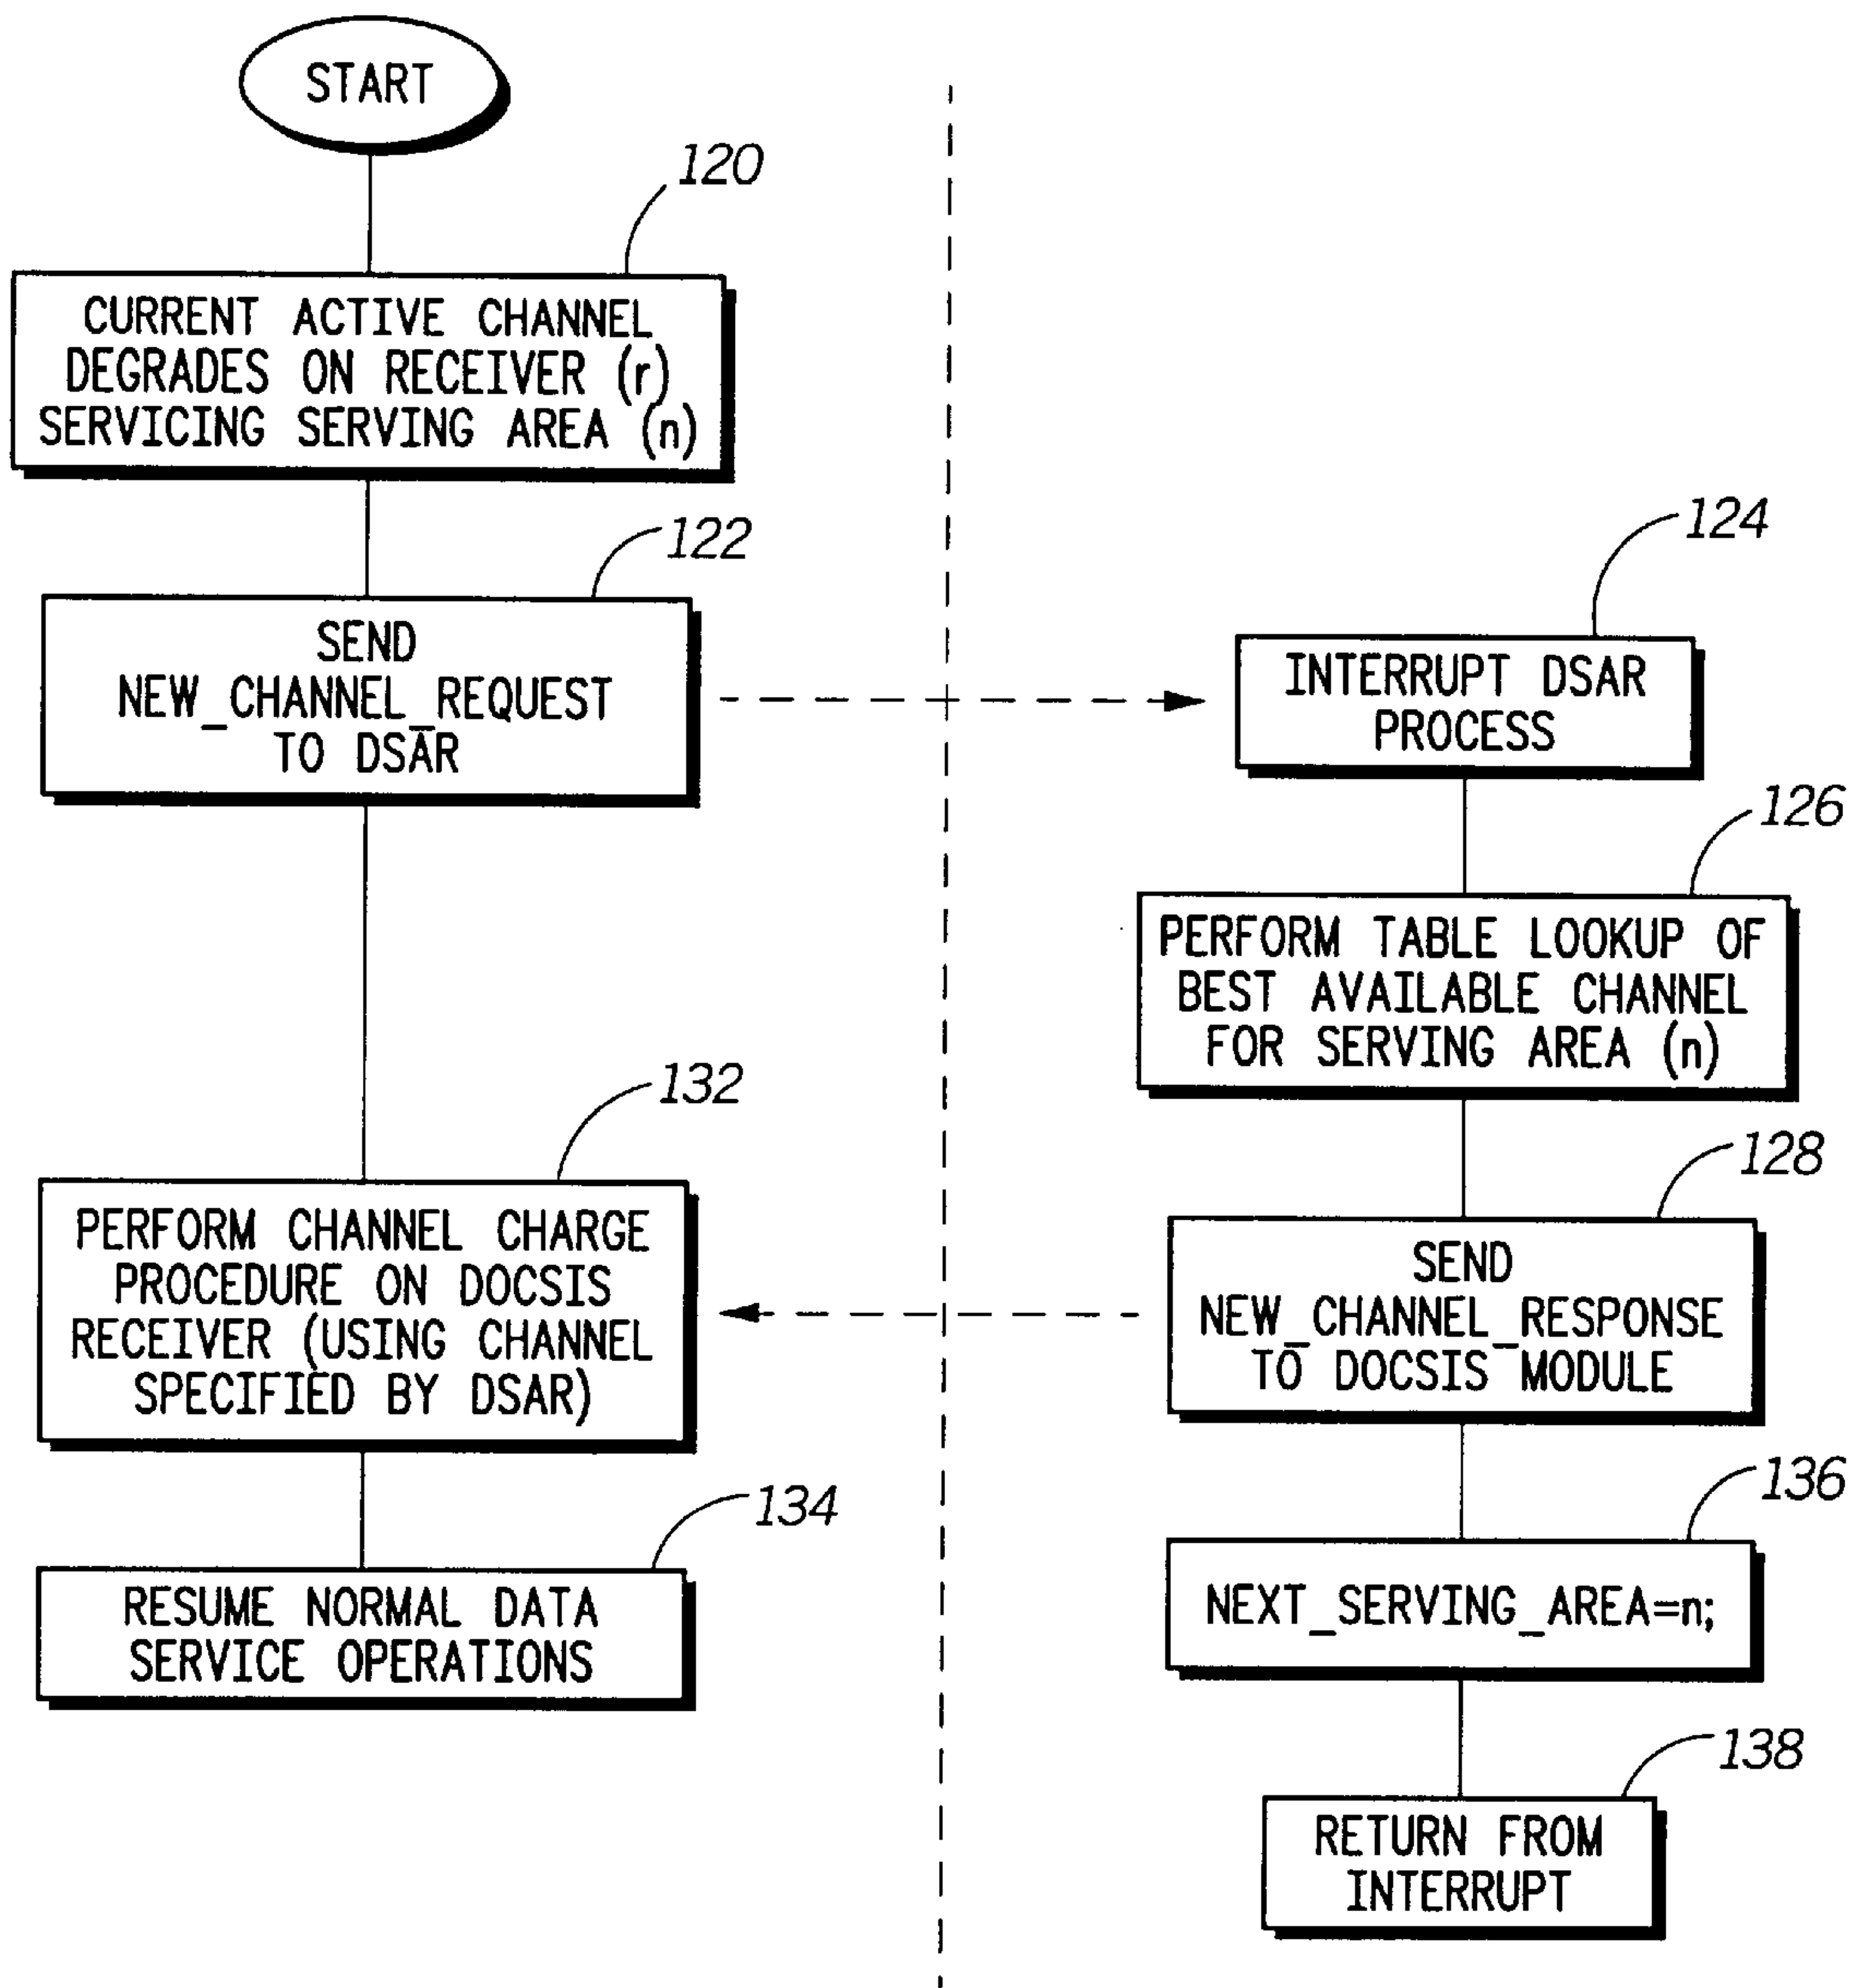 START
120
CURRENT ACTIVE CHANNEL
DEGRADES ON RECEIVER (r)
SERVICING SERVING AREA (n)
122
SEND
NEW_CHANNEL_REQUEST
TO DSAR
124
INTERRUPT DSAR
PROCESS
126
PERFORM TABLE LOOKUP OF
BEST AVAILABLE CHANNEL
FOR SERVING AREA (n)
128
SEND
NEW_CHANNEL_RESPONSE
TO DOCSIS MODULE
132
PERFORM CHANNEL CHARGE
PROCEDURE ON DOCSIS
RECEIVER (USING CHANNEL
SPECIFIED BY DSAR)
134
RESUME NORMAL DATA
SERVICE OPERATIONS
136
NEXT_SERVING_AREA=n;
138
RETURN FROM
INTERRUPT